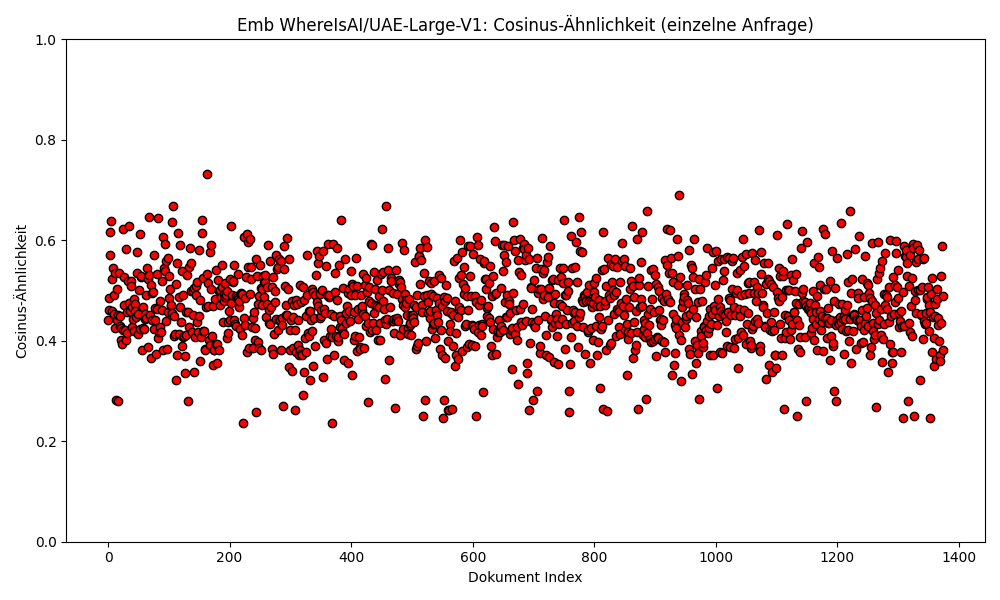 Emb WhereIsAI/UAE-Large-V1: Cosinus-Ähnlichkeit (einzelne Anfrage)
1.0
0.8
0.6
0.4
0.2
0.0
Cosinus-Ähnlichkeit
0 200 400 600 800 1000 1200 1400
Dokument Index